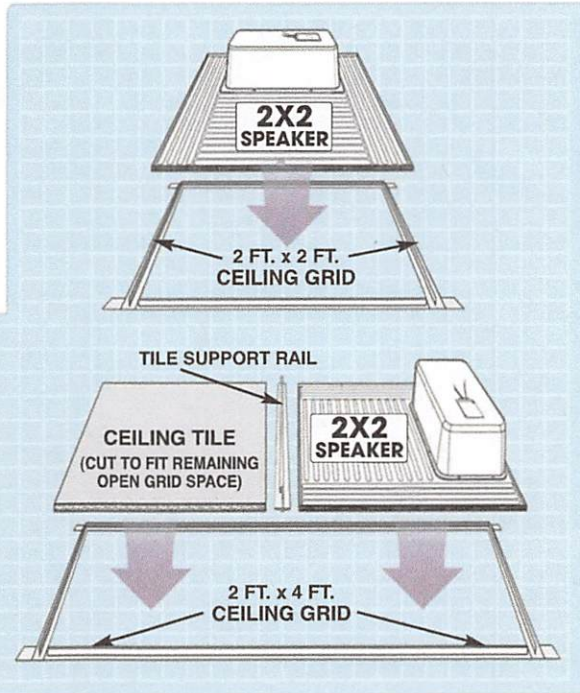 2X2
SPEAKER
2 FT. x 2 FT.
CEILING GRID
TILE SUPPORT RAIL
CEILING TILE
(CUT TO FIT REMAINING
OPEN GRID SPACE)
2X2
SPEAKER
2 FT. x 4 FT.
CEILING GRID